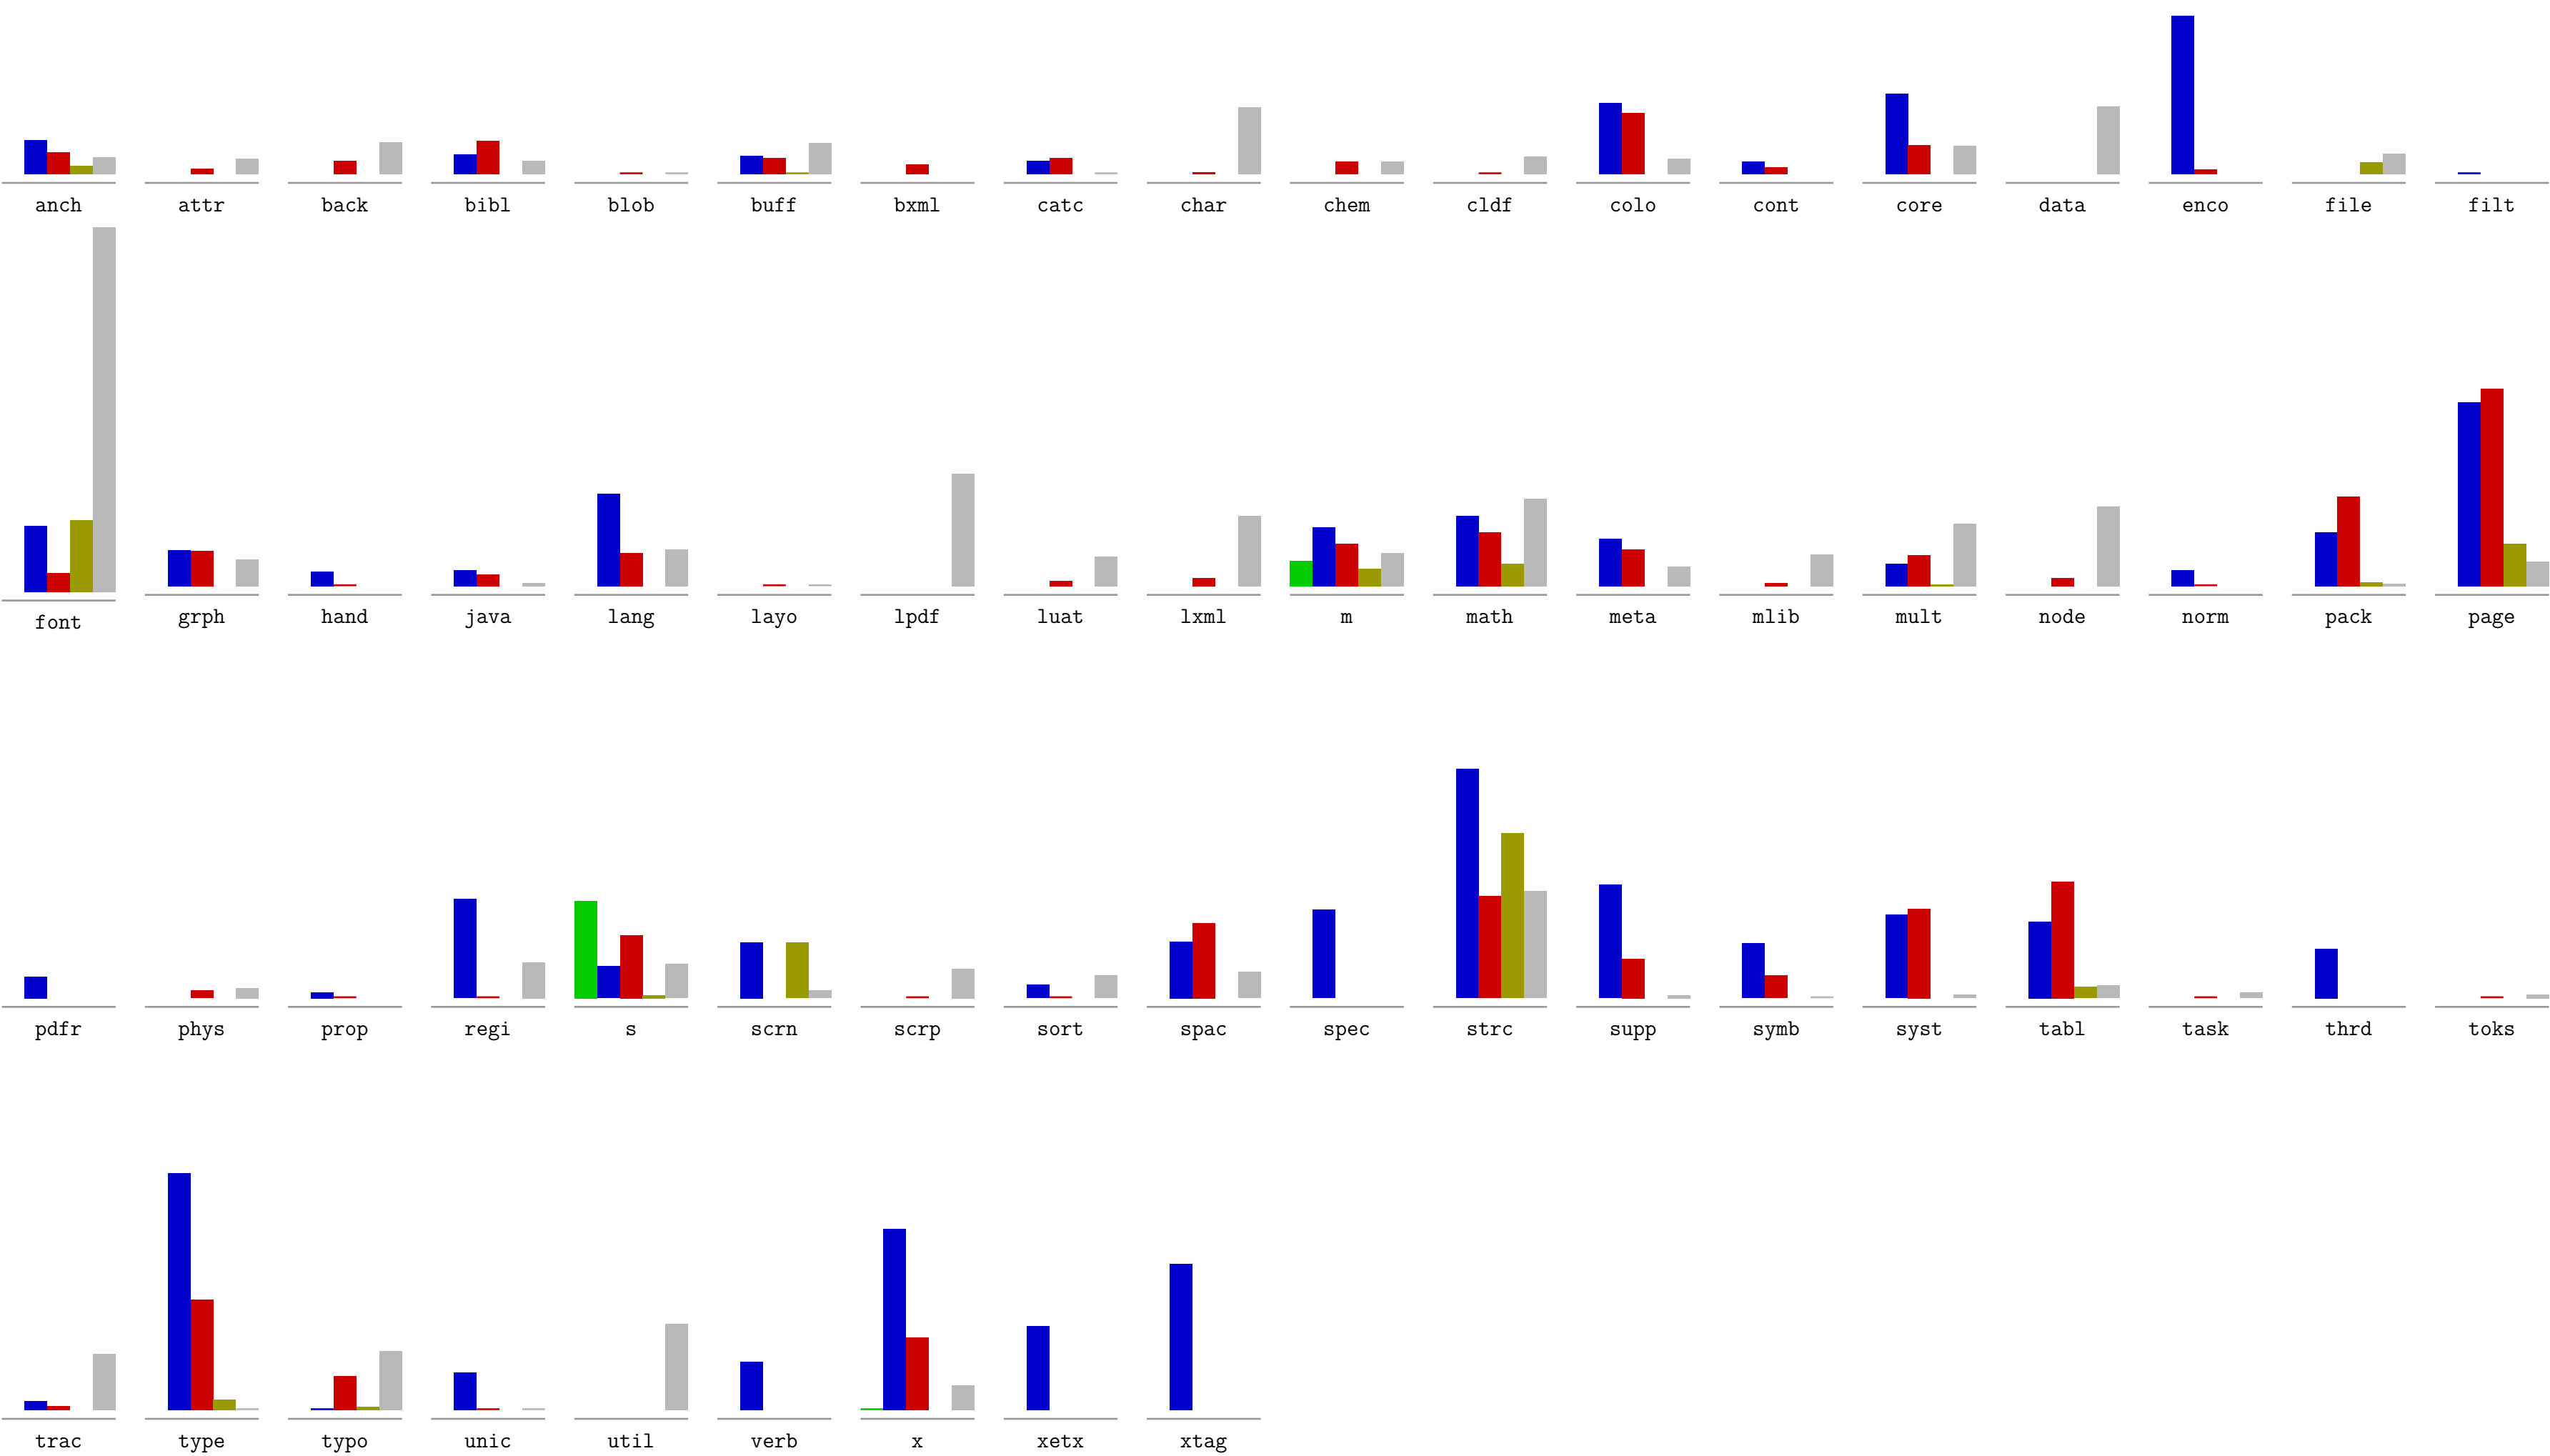 anch attr back bibl blob buff bxml catc char chem cldf colo cont core data enco file filt
font grph hand java lang layo lpdf luat lxml m math meta mlib mult node norm pack page
pdfr phys prop regi s scrn scrp sort spac spec strc supp symb syst tabl task thrd toks
trac type typo unic util verb x xetx xtag